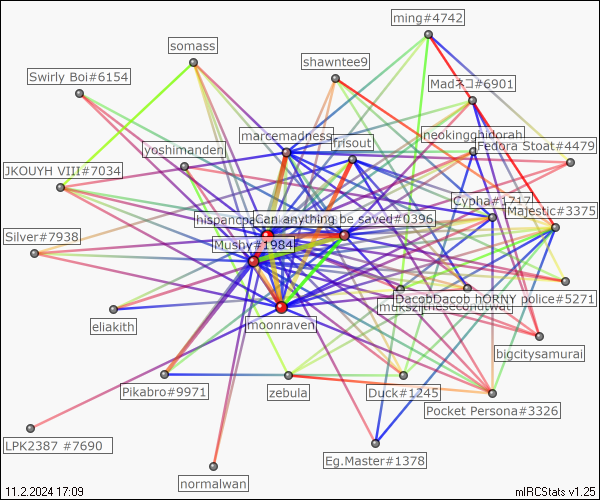 ming#4742
somass
shawntee9
Swirly Boi#6154
Madネコ#6901
marcemadness
neokingghidorah
frisout
Fedora Stoat#4479
yoshimanden
JKOUYH VIII#7034
Cypha#1717
Majestic#3375
hispancpa
Can anything be saved#0396
Silver#7938
Mushy#1984
DacobDacob hORNY police#5271
eliakith
moonraven
bigcitysamurai
Pikabro#9971
zebula
Duck#1245
Pocket Persona#3326
LPK2387 #7690
Eg.Master#1378
normalwan
11.2.2024 17:09
mIRCStats v1.25